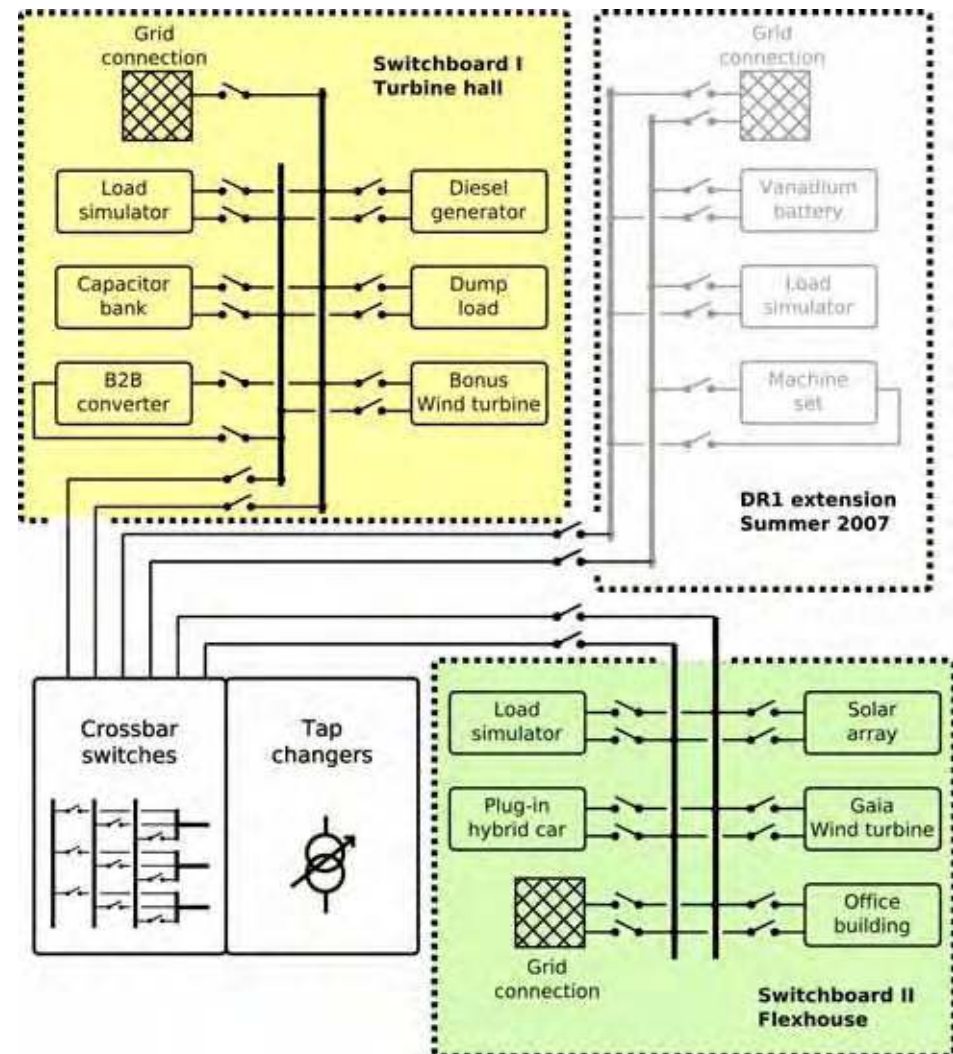 Grid
connection
Switchboard I
Turbine hall
Load
simulator
Diesel
generator
Capacitor
bank
Dump
load
B2B
converter
Bonus
Wind turbine
Grid
connection
Vanadium
battery
Load
simulator
Machine
set
DR1 extension
Summer 2007
Crossbar
switches
Tap
changers
Load
simulator
Solar
array
Plug-in
hybrid car
Gaia
Wind turbine
Office
building
Grid
connection
Switchboard II
Flexhouse